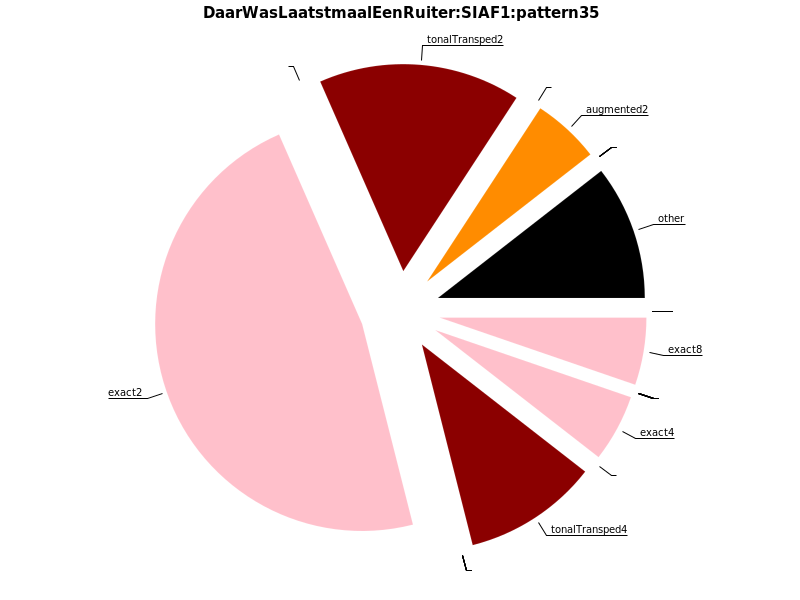 DaarWasLaatstmaalEenRuiter:SIAF1:pattern35
tonalTransped2
augmented2
other
exact8
exact2
exact4
tonalTransped4